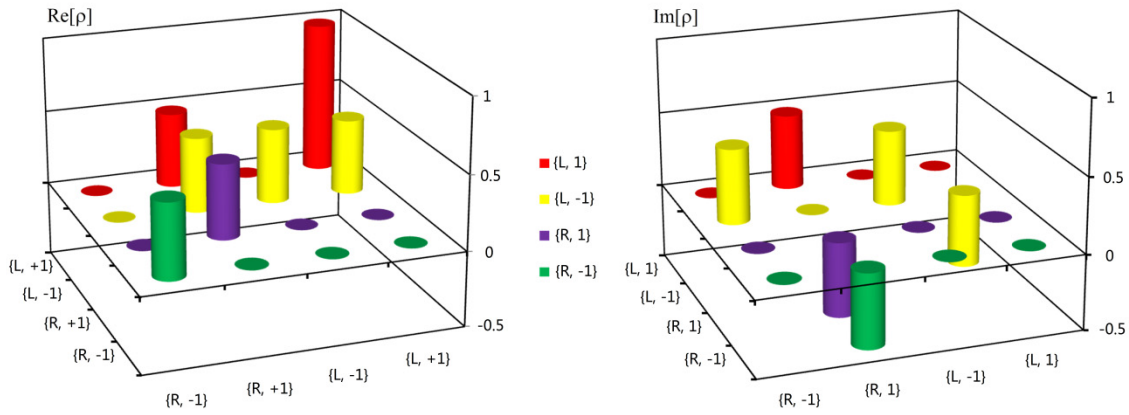 Re[ρ]
1
0.5
0
-0.5
{L, +1}
{L, -1}
{R, +1}
{R, -1}
{R, -1}
{R, +1}
{L, -1}
{L, +1}
{L, 1}
{L, -1}
{R, 1}
{R, -1}
Im[ρ]
1
0.5
0
-0.5
{L, 1}
{L, -1}
{R, 1}
{R, -1}
{R, -1}
{R, 1}
{L, -1}
{L, 1}